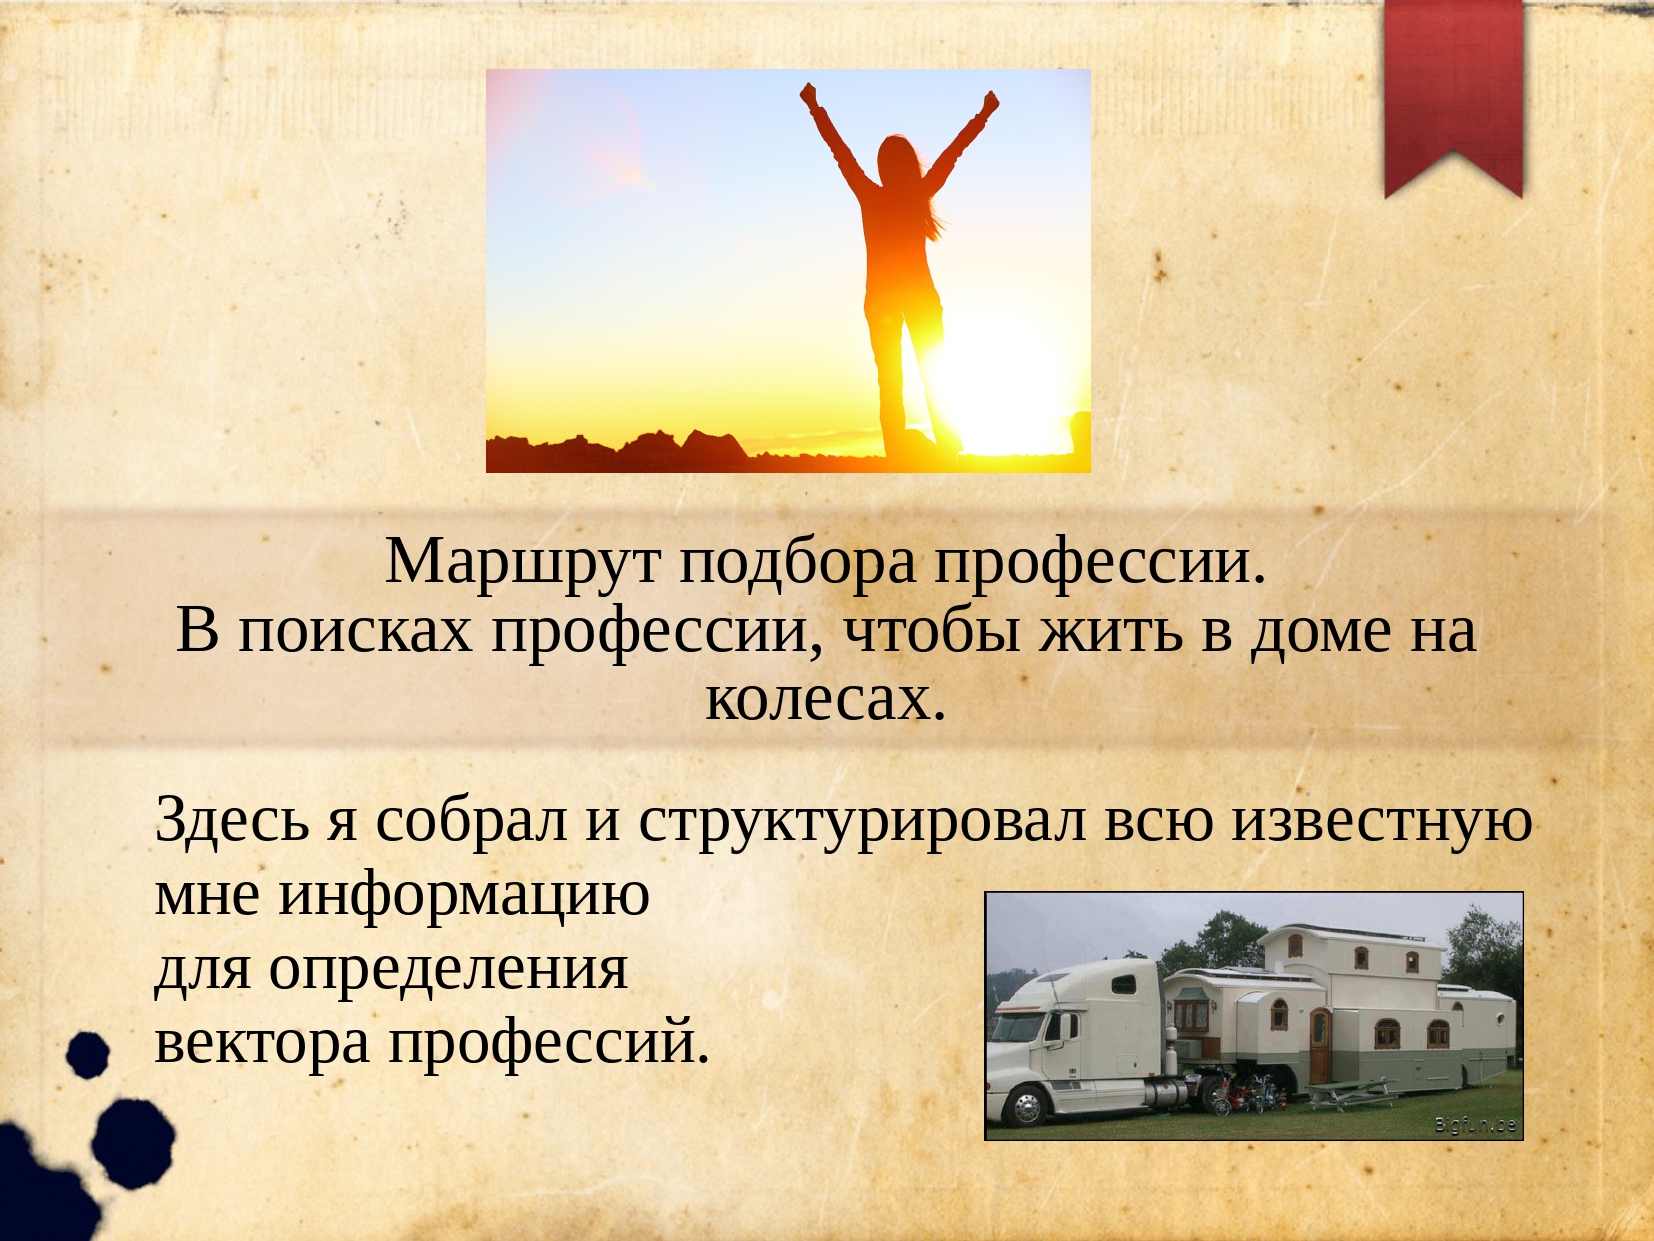 Маршрут подбора профессии.
В поисках профессии, чтобы жить в доме на
колесах.
Здесь я собрал и структурировал всю известную
мне информацию
для определения
вектора профессий.
Bigfun.be